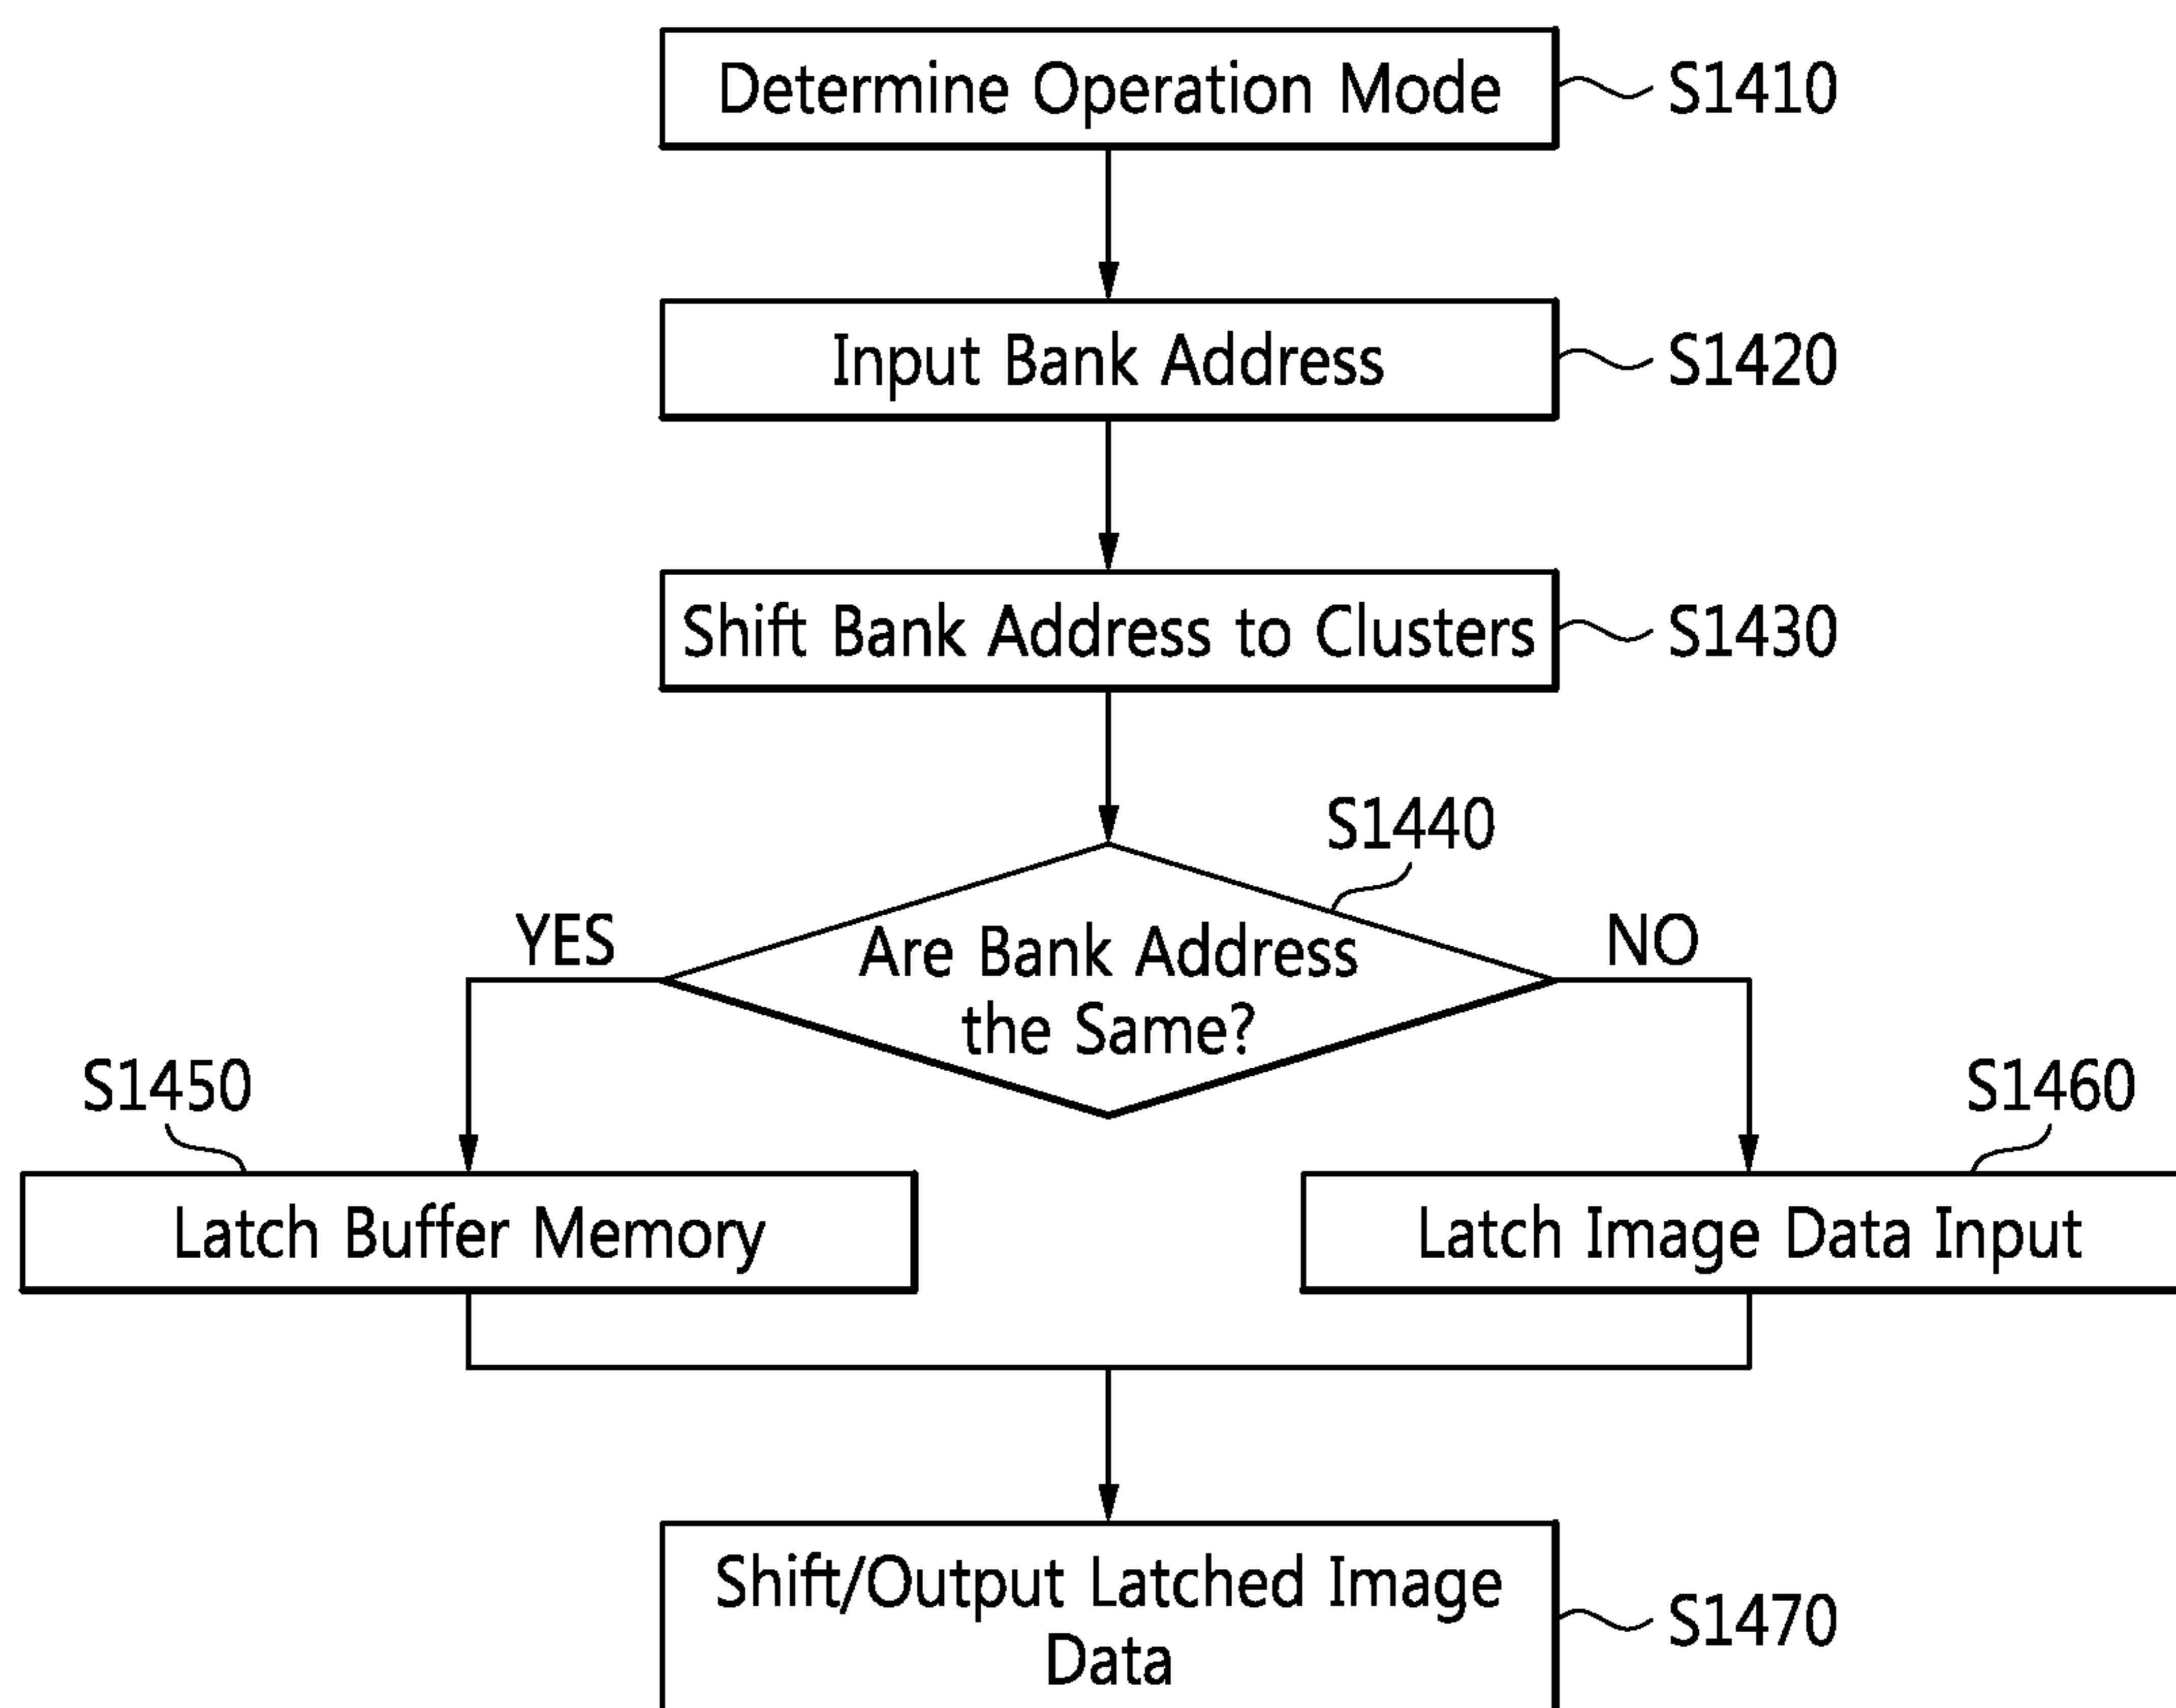 Determine Operation Mode
S1410
Input Bank Address
S1420
Shift Bank Address to Clusters
S1430
S1440
Are Bank Address
the Same?
YES
NO
S1450
S1460
Latch Buffer Memory
Latch Image Data Input
Shift/Output Latched Image
Data
S1470